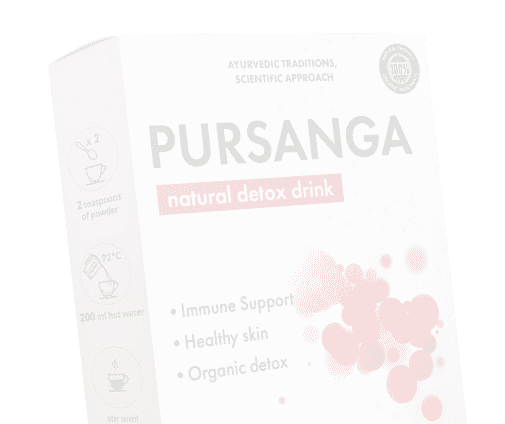 AYURVEDIC TRADITIONS,
SCIENTIFIC APPROACH
100%
PURSANGA
natural detox drink
x 2
2 teaspoons
of powder
92°C
200 ml hot water
• Immune Support
• Healthy skin
• Organic detox